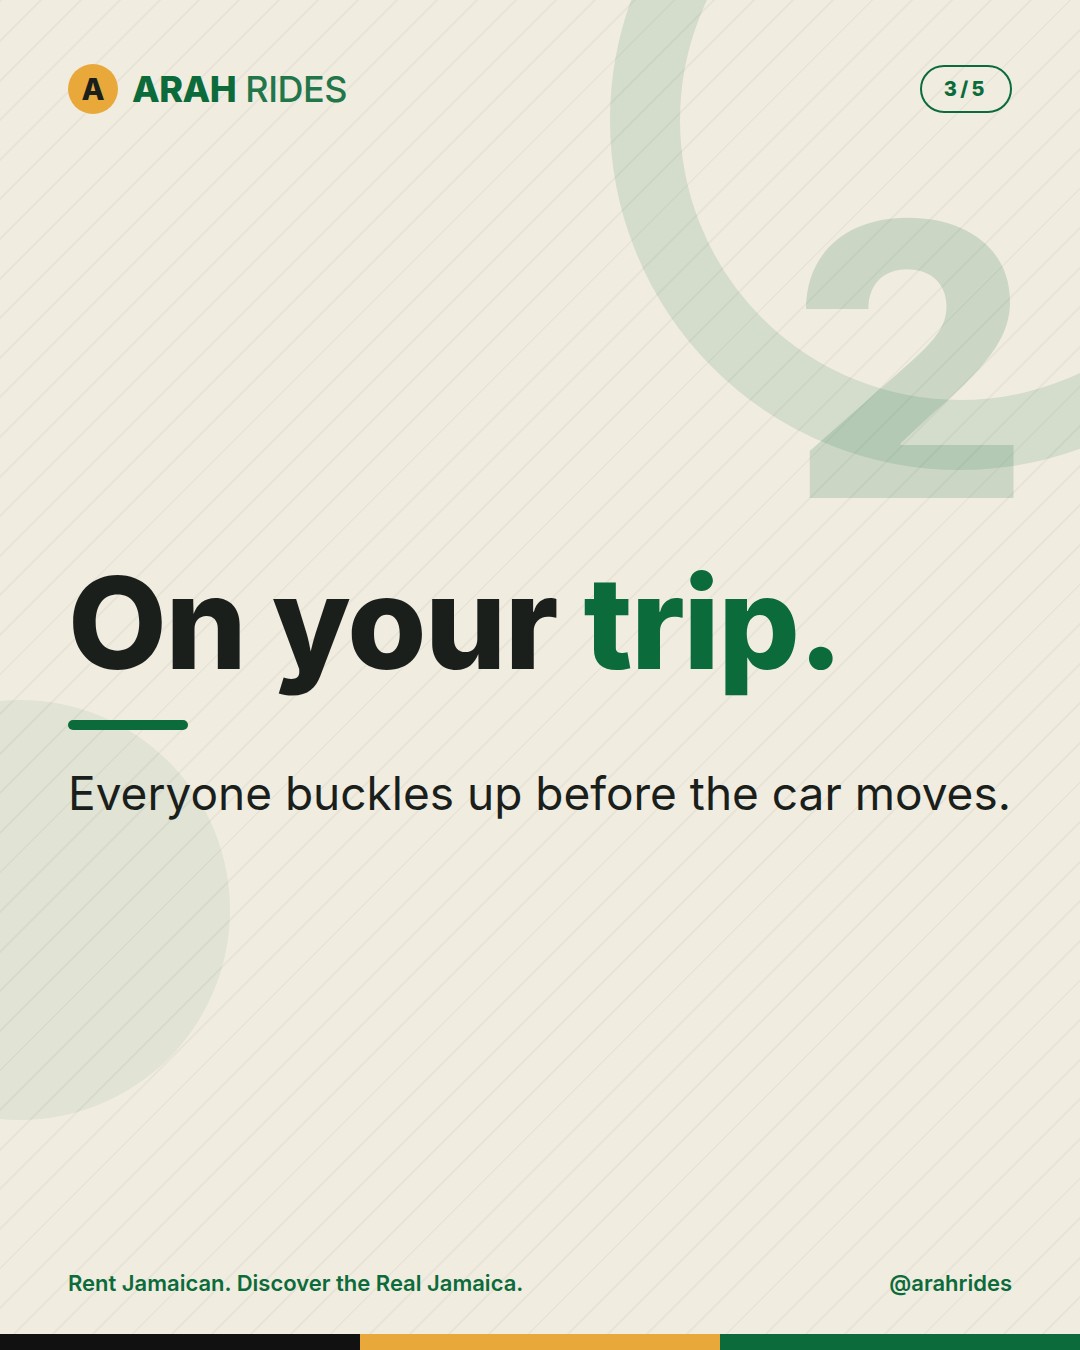 A ARAH RIDES
3/5
2
On your trip.
Everyone buckles up before the car moves.
Rent Jamaican. Discover the Real Jamaica.
@arahrides